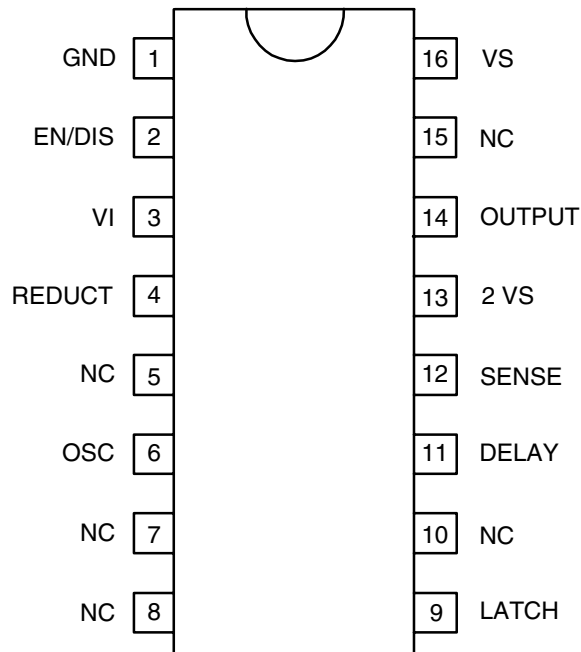 GND 1 16 VS
EN/DIS 2 15 NC
VI 3 14 OUTPUT
REDUCT 4 13 2 VS
NC 5 12 SENSE
OSC 6 11 DELAY
NC 7 10 NC
NC 8 9 LATCH